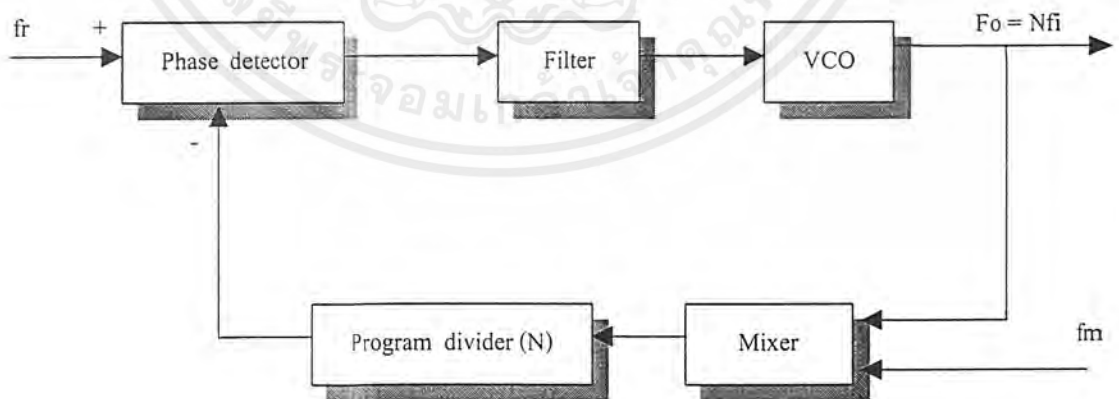 fr
+
Phase detector
Filter
VCO
Fo = Nfi
-
Program divider (N)
Mixer
fm